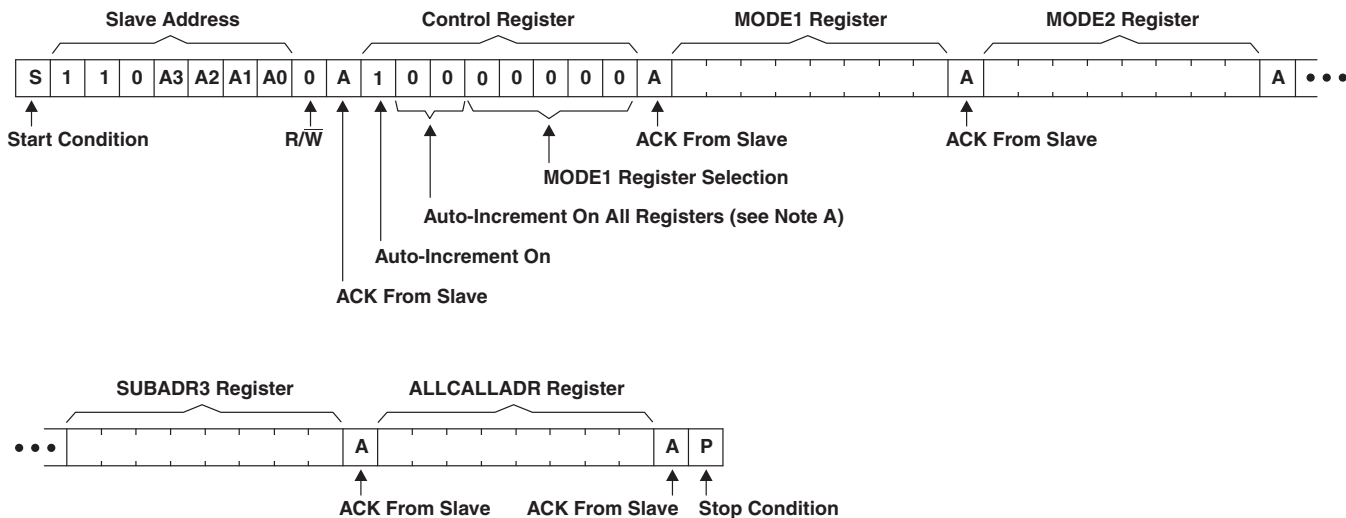 Slave Address Control Register MODE1 Register MODE2 Register
S 1 1 0 A3 A2 A1 A0 0 A 1 0 0 0 0 0 0 0 A A A •••
Start Condition R/W̅ ACK From Slave ACK From Slave
MODE1 Register Selection
Auto-Increment On All Registers (see Note A)
Auto-Increment On
ACK From Slave
SUBADR3 Register ALLCALLADR Register
••• A A P
ACK From Slave ACK From Slave Stop Condition